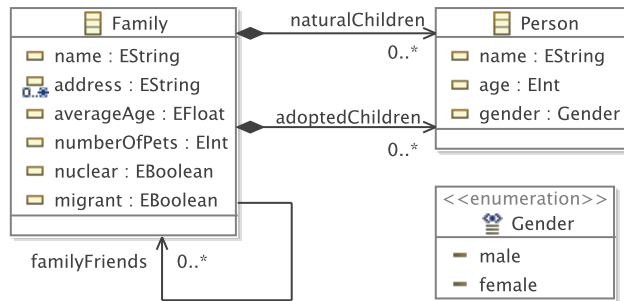 Family
name : EString
address : EString
0..*
averageAge : EFloat
numberOfPets : EInt
nuclear : EBoolean
migrant : EBoolean
naturalChildren
0..*
adoptedChildren
0..*
familyFriends 0..*
Person
name : EString
age : EInt
gender : Gender
<<enumeration>>
Gender
male
female